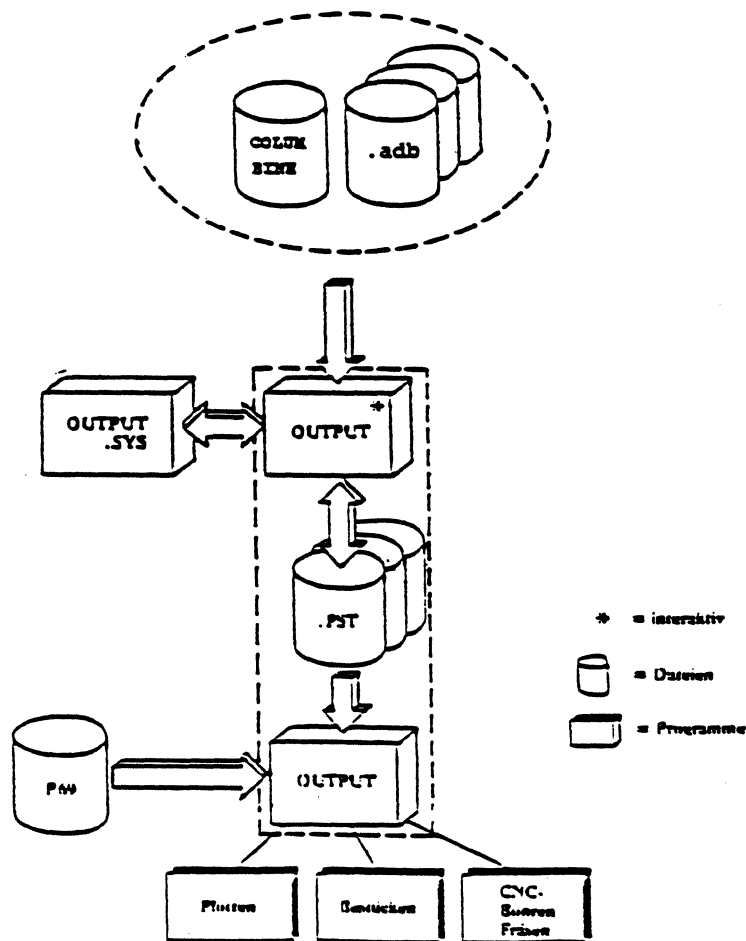 COLUM
BINE
.adb
OUTPUT
.SYS
OUTPUT *
.PST
* = interaktiv
= Dateien
= Programme
OUTPUT
Plotten
Bestücken
CNC-
Bohren
Fräsen